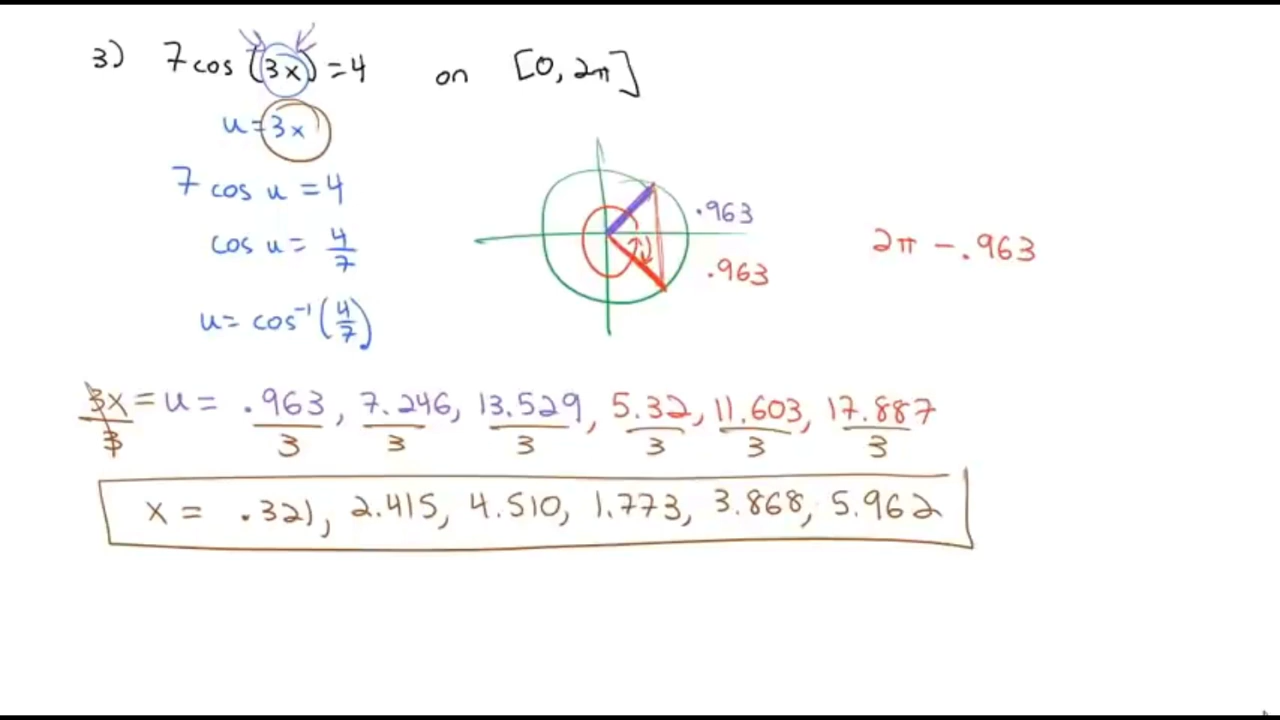 3) 7cos(3x) = 4 on [0, 2π]
u = 3x
7 cos u = 4
cos u = 4/7
u = cos⁻¹(4/7)
.963
.963
2π - .963
3x/3 = u = .963/3, 7.246/3, 13.529/3, 5.32/3, 11.603/3, 17.887/3
x = .321, 2.415, 4.510, 1.773, 3.868, 5.962